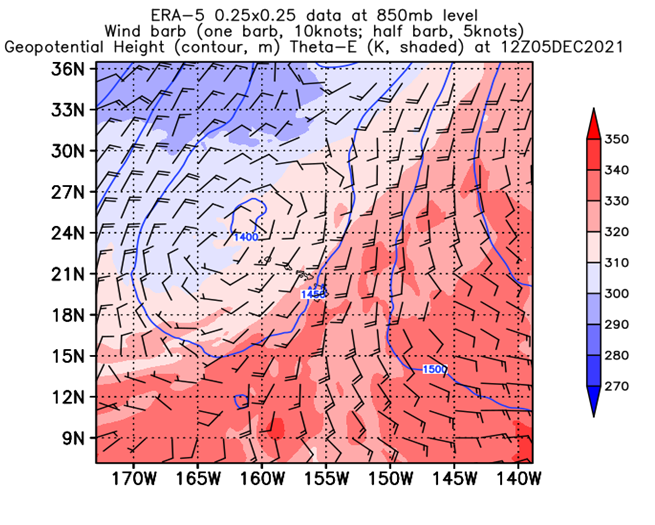 ERA-5 0.25x0.25 data at 850mb level
Wind barb (one barb, 10knots; half barb, 5knots)
Geopotential Height (contour, m) Theta-E (K, shaded) at 12Z05DEC2021
36N
33N
30N
27N
24N
21N
18N
15N
12N
9N
1400
1450
1500
170W 165W 160W 155W 150W 145W 140W
350
340
330
320
310
300
290
280
270